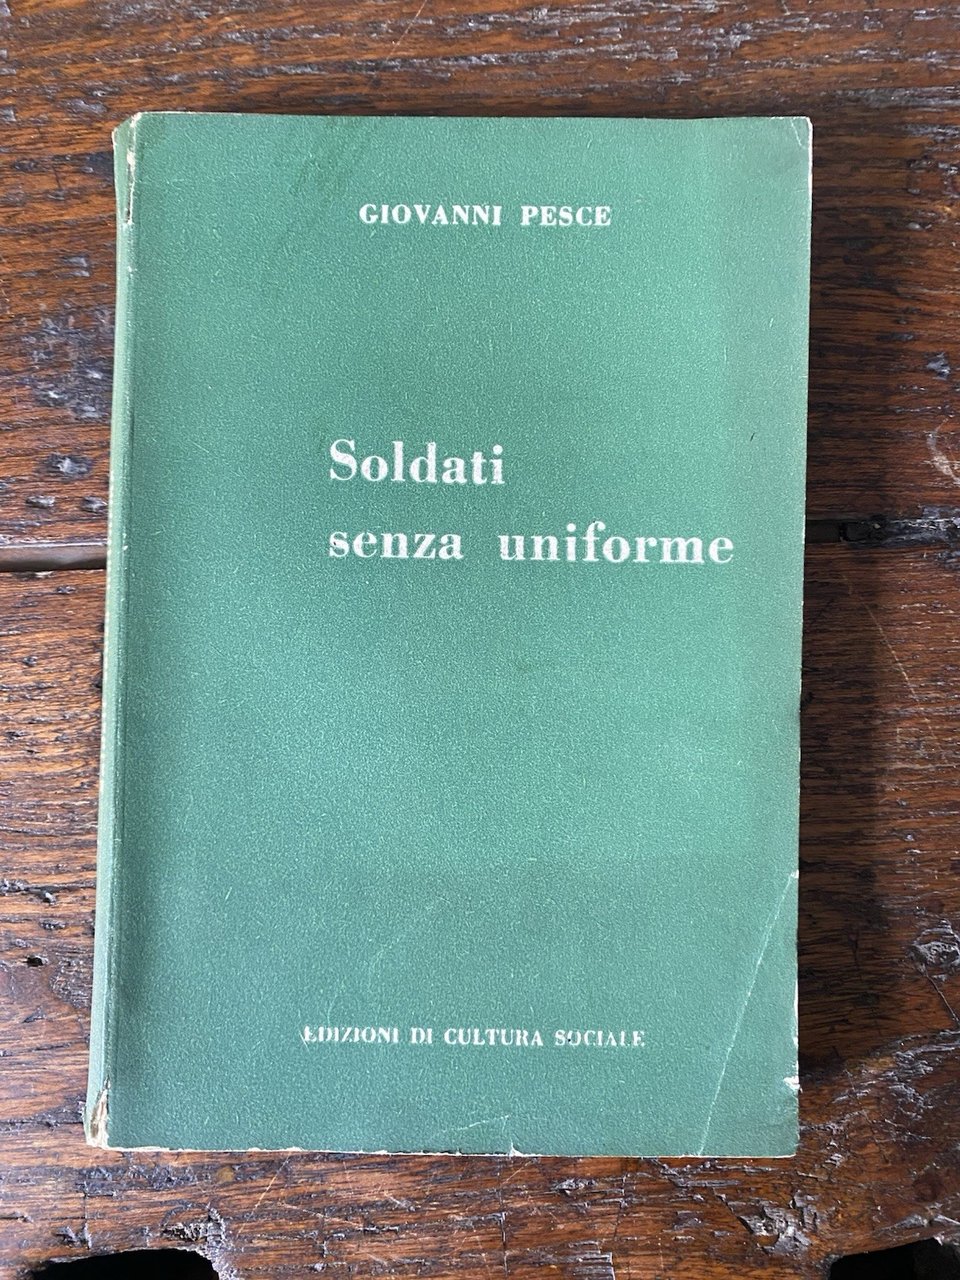 GIOVANNI PESCE
Soldati
senza uniforme
EDIZIONI DI CULTURA SOCIALE